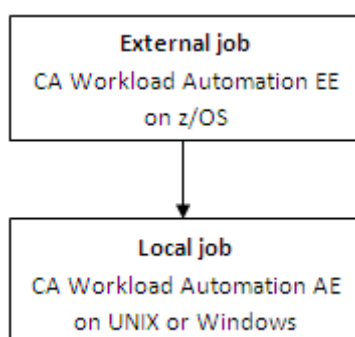 External job
CA Workload Automation EE
on z/OS
Local job
CA Workload Automation AE
on UNIX or Windows